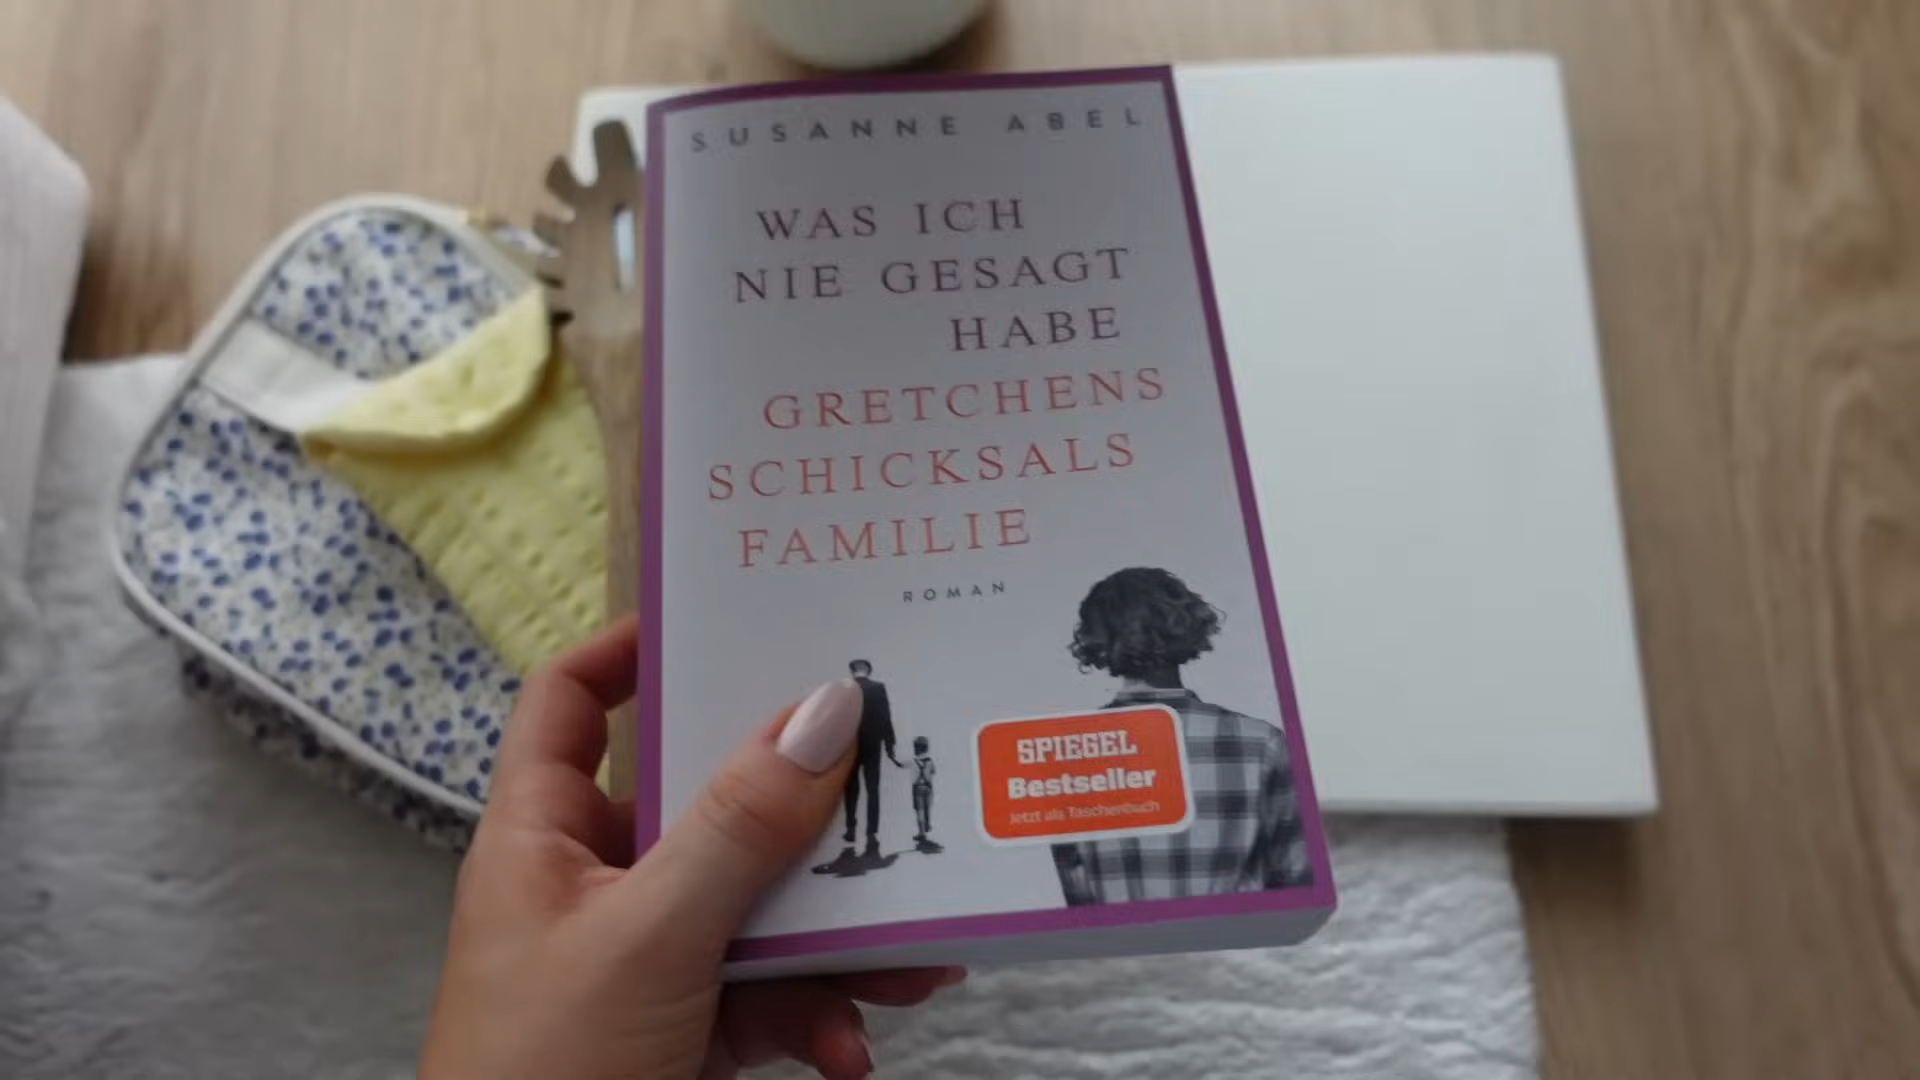 SUSANNE ABEL
WAS ICH
NIE GESAGT
HABE
GRETCHENS
SCHICKSALS
FAMILIE
ROMAN
SPIEGEL
Bestseller
Jetzt als Taschenbuch